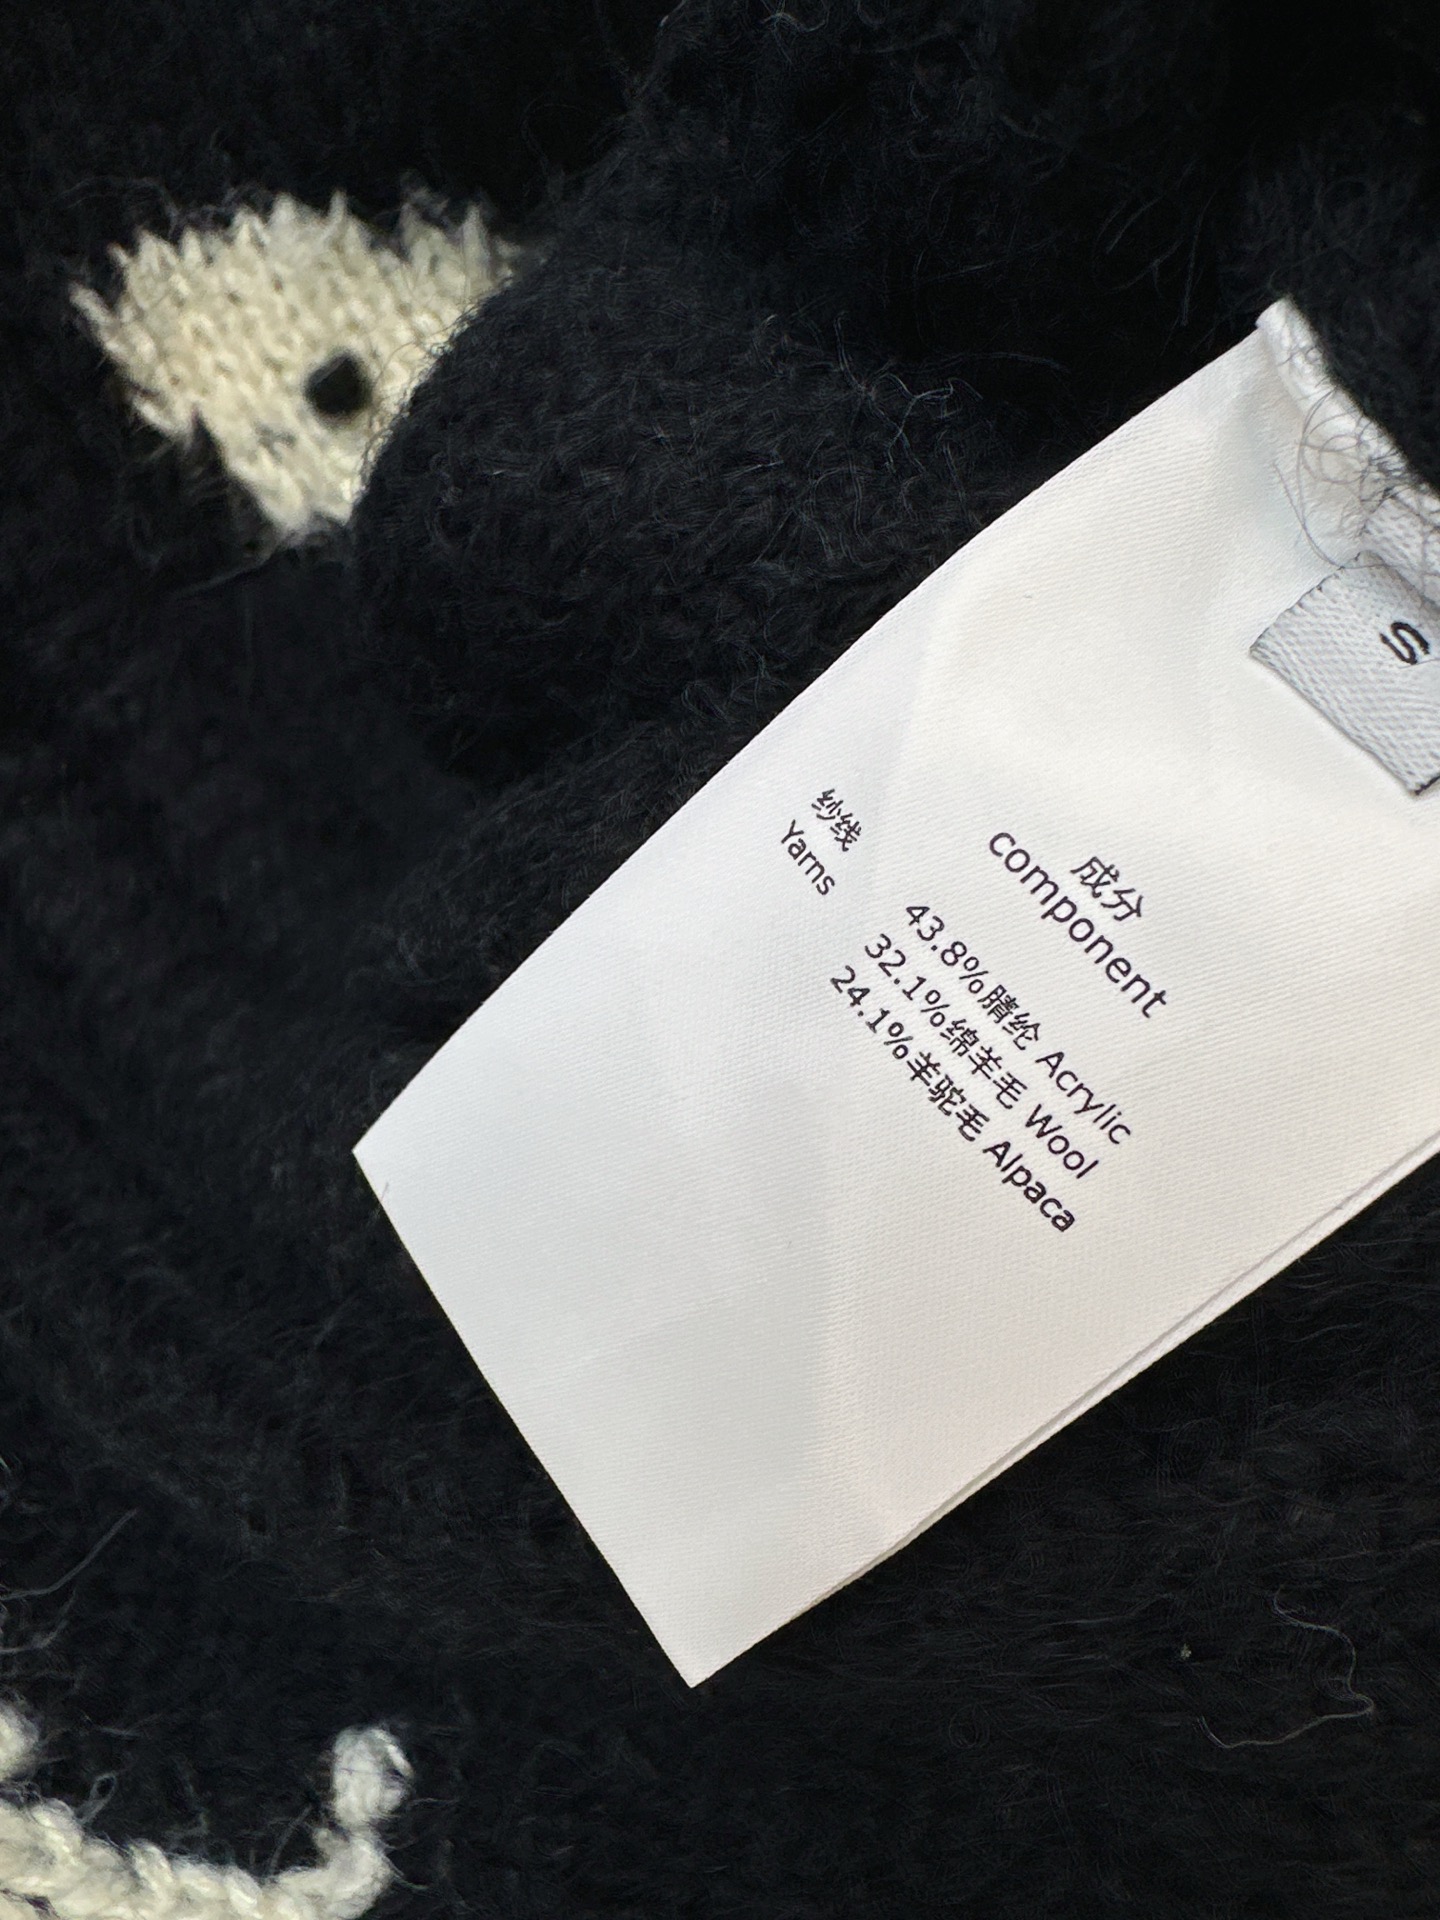 S
成分
component
纱线
Yarns
43.8%腈纶 Acrylic
32.1%绵羊毛 Wool
24.1%羊驼毛 Alpaca